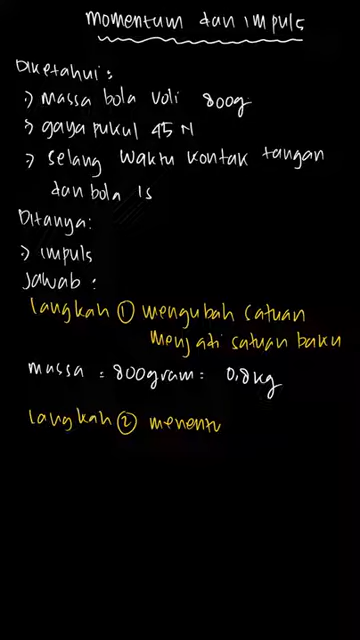 momentum dan impuls
Diketahui:
·) massa bola voli 800g
·) gaya pukul 45 N
·) selang waktu kontak tangan
dan bola 1s
Ditanya:
·) impuls
Jawab:
langkah ① mengubah satuan
menjati satuan baku
massa = 800gram = 0,8kg
langkah ② menentu